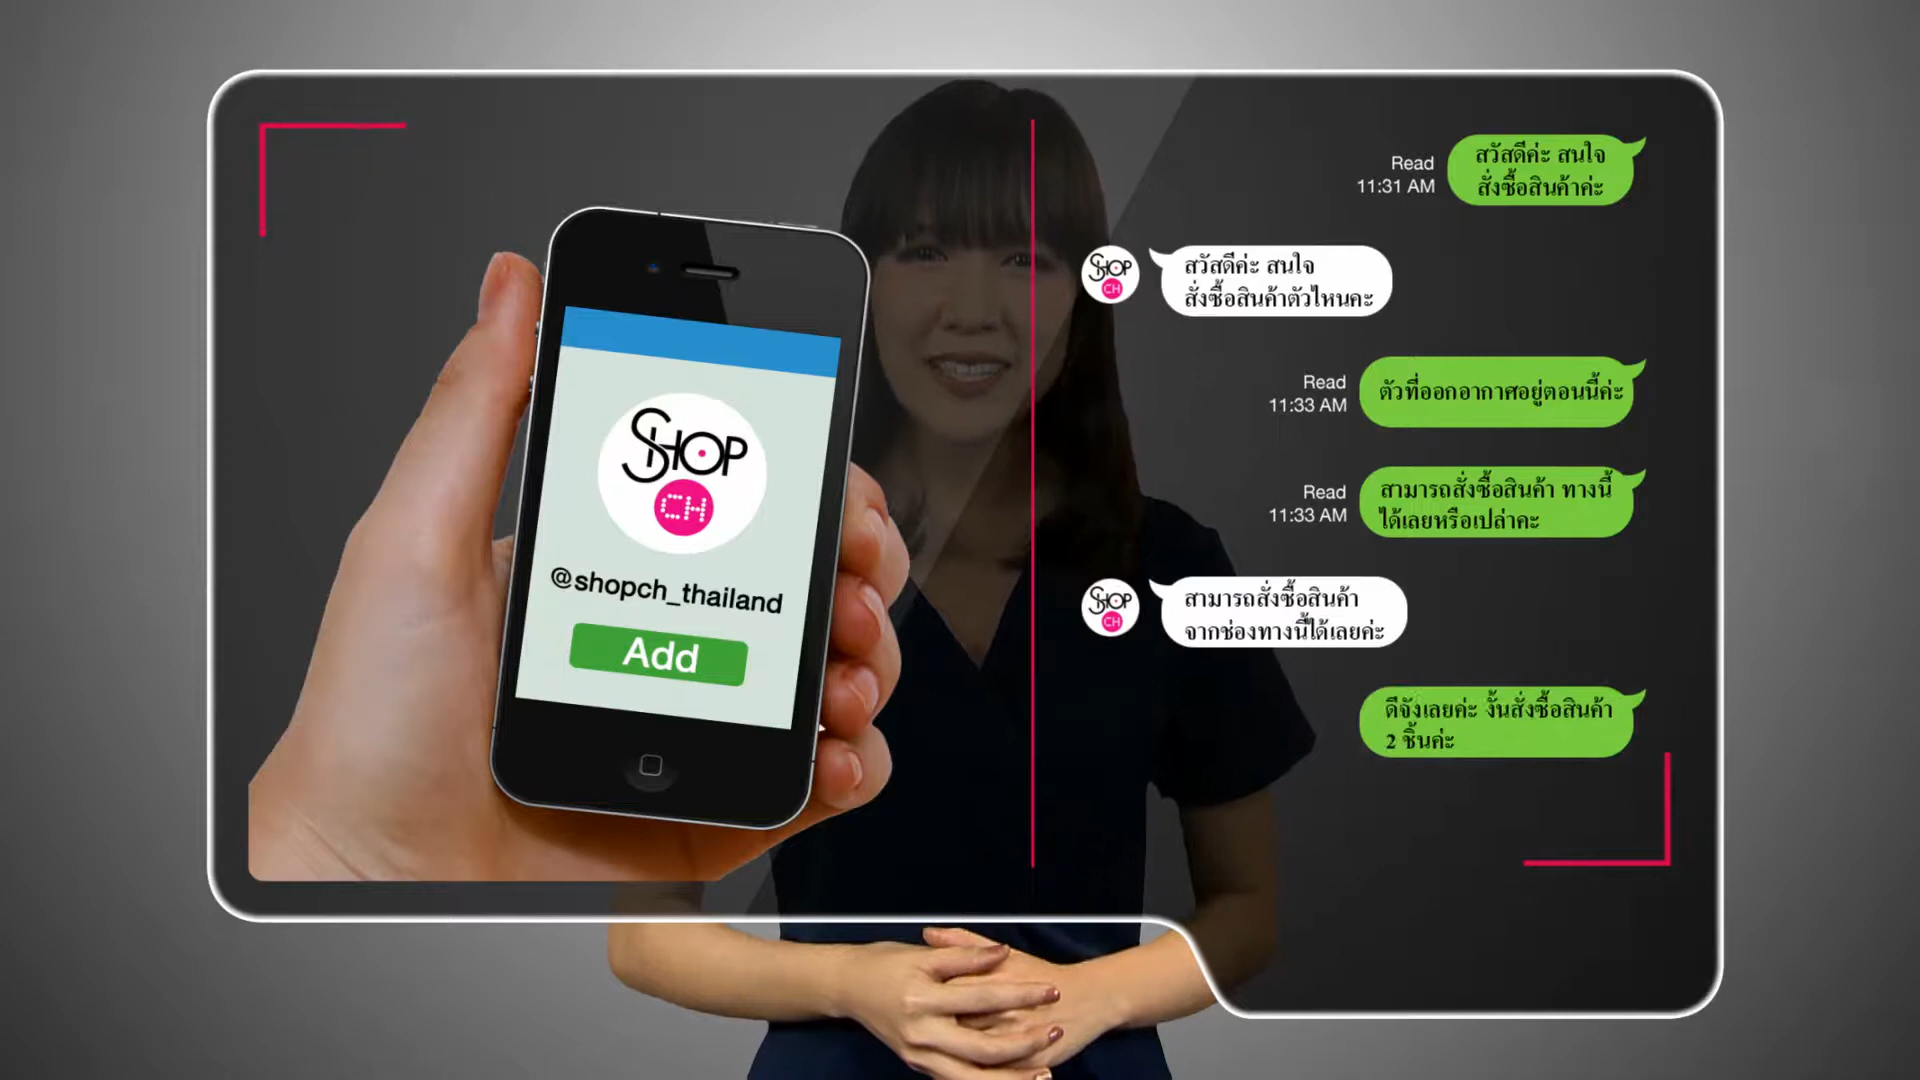 SHOP
CH
@shopch_thailand
Add
Read
11:31 AM
สวัสดีค่ะ สนใจ
สั่งซื้อสินค้าค่ะ
SHOP
CH
สวัสดีค่ะ สนใจ
สั่งซื้อสินค้าตัวไหนคะ
Read
11:33 AM
ตัวที่ออกอากาศอยู่ตอนนี้ค่ะ
Read
11:33 AM
สามารถสั่งซื้อสินค้า ทางนี้
ได้เลยหรือเปล่าคะ
SHOP
CH
สามารถสั่งซื้อสินค้า
จากช่องทางนี้ได้เลยค่ะ
ดีจังเลยค่ะ งั้นสั่งซื้อสินค้า
2 ชิ้นค่ะ